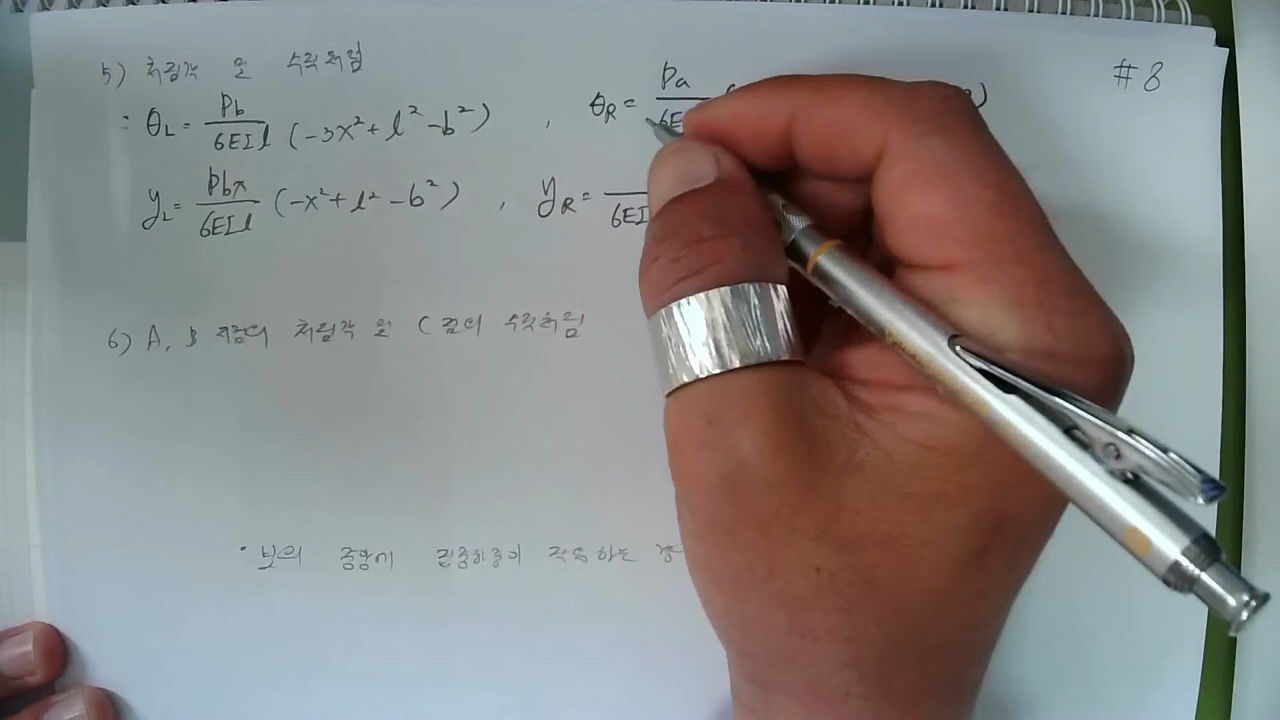 #8
5) 처짐각 및 수직처짐
: θL = Pb/6EIl (-3x²+l²-b²) , θR = Pa/6E )
yL = Pbx/6EIl (-x²+l²-b²) , yR = /6EI
6) A, B 지점의 처짐각 및 C점의 수직처짐
· 보의 중앙에 집중하중이 작용하는